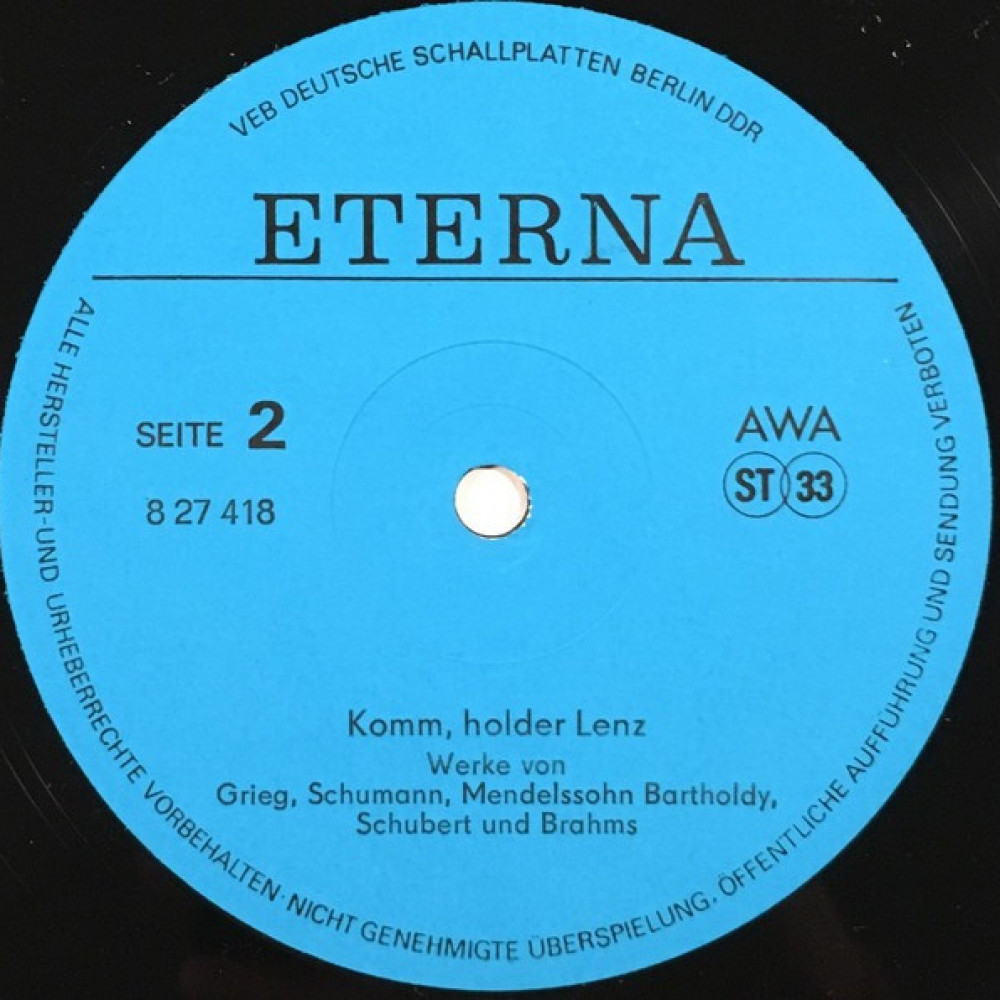 VEB DEUTSCHE SCHALLPLATTEN BERLIN DDR
ETERNA
SEITE 2
8 27 418
AWA
ST 33
Komm, holder Lenz
Werke von
Grieg, Schumann, Mendelssohn Bartholdy,
Schubert und Brahms
ALLE HERSTELLER-UND URHEBERRECHTE VORBEHALTEN · NICHT GENEHMIGTE ÜBERSPIELUNG, ÖFFENTLICHE AUFFÜHRUNG UND SENDUNG VERBOTEN